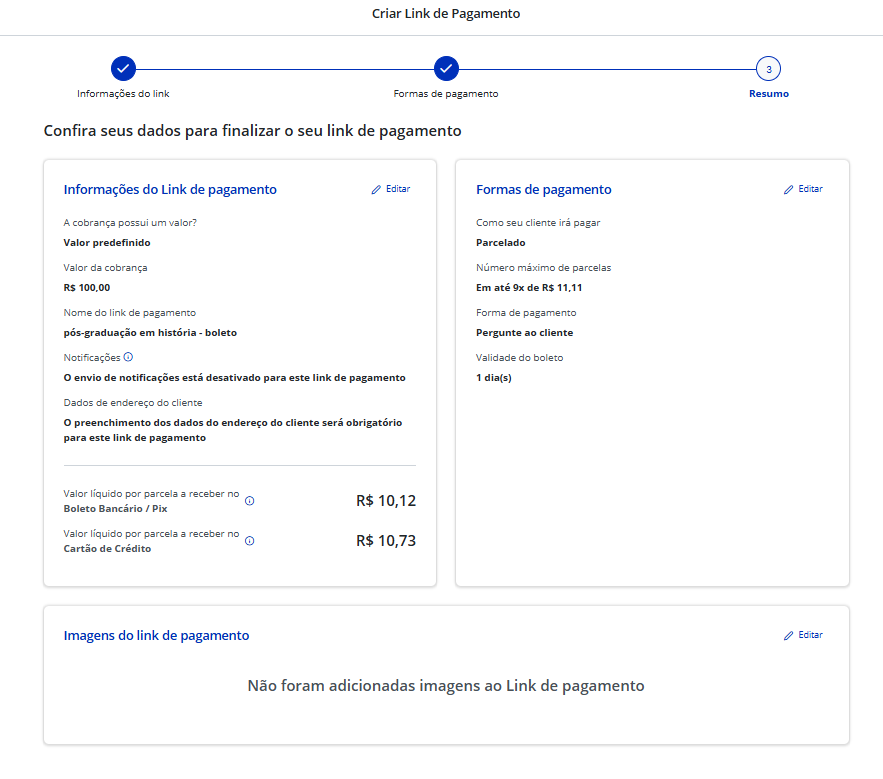 Criar Link de Pagamento
3
Informações do link
Formas de pagamento
Resumo
Confira seus dados para finalizar o seu link de pagamento
Informações do Link de pagamento
Editar
A cobrança possui um valor?
Valor predefinido
Valor da cobrança
R$ 100,00
Nome do link de pagamento
pós-graduação em história - boleto
Notificações
O envio de notificações está desativado para este link de pagamento
Dados de endereço do cliente
O preenchimento dos dados do endereço do cliente será obrigatório
para este link de pagamento
Valor líquido por parcela a receber no
Boleto Bancário / Pix
R$ 10,12
Valor líquido por parcela a receber no
Cartão de Crédito
R$ 10,73
Formas de pagamento
Editar
Como seu cliente irá pagar
Parcelado
Número máximo de parcelas
Em até 9x de R$ 11,11
Forma de pagamento
Pergunte ao cliente
Validade do boleto
1 dia(s)
Imagens do link de pagamento
Editar
Não foram adicionadas imagens ao Link de pagamento